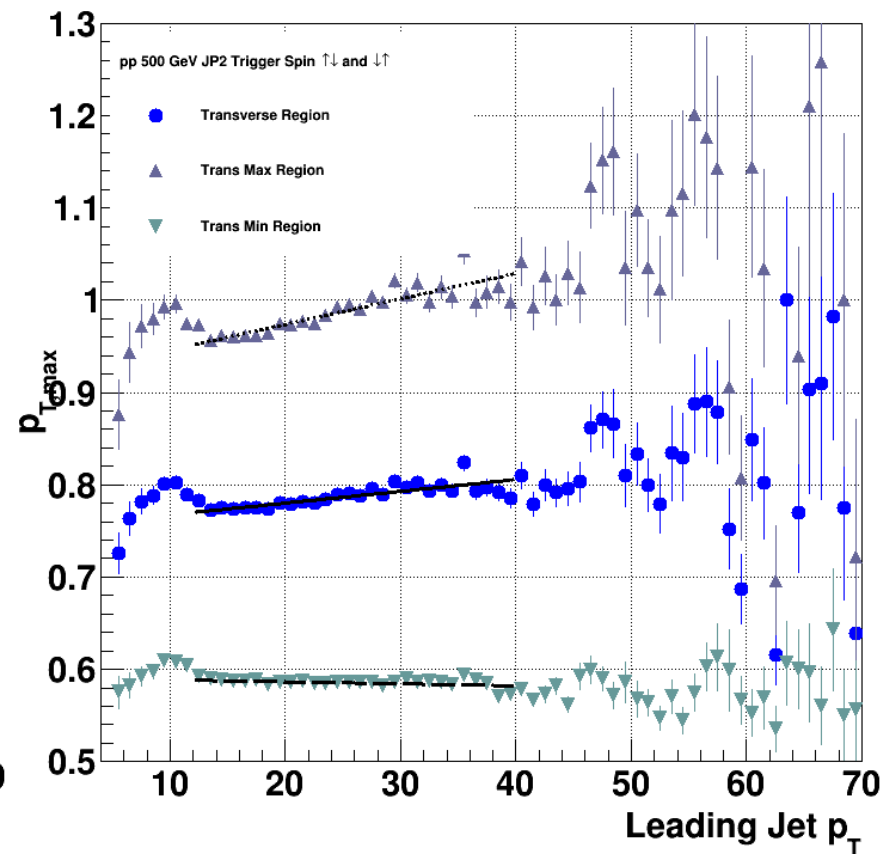 1.3
pp 500 GeV JP2 Trigger Spin ↑↓ and ↓↑
Transverse Region
1.2
Trans Max Region
1.1
Trans Min Region
1
0.9
p_T,max
0.8
0.7
0.6
0.5
10 20 30 40 50 60 70
Leading Jet p_T